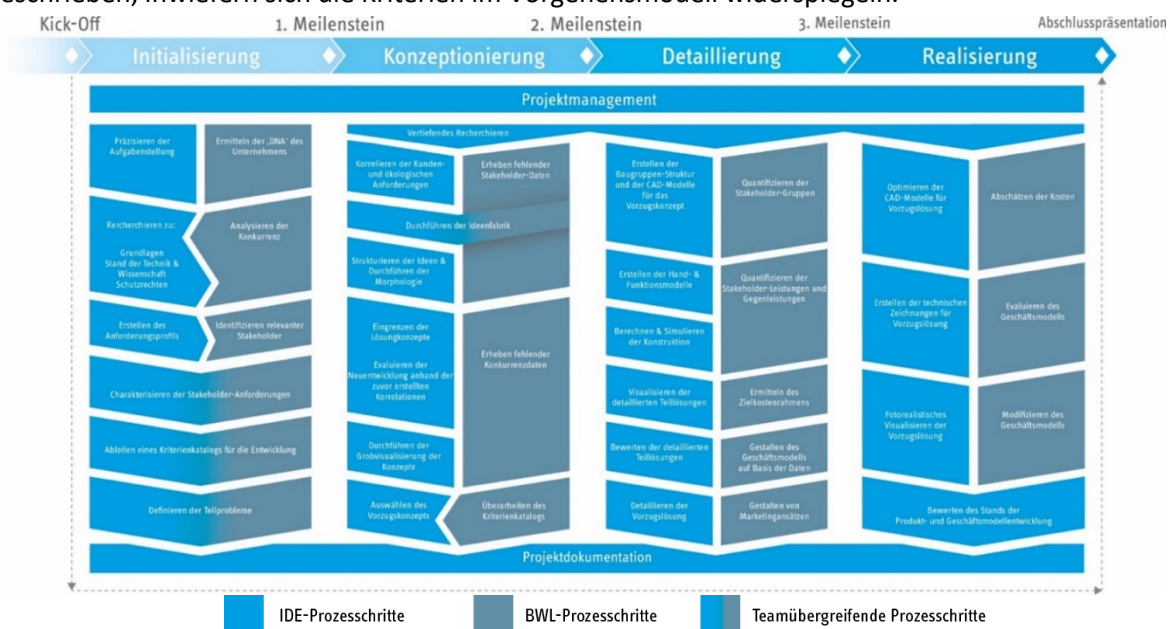 inwiefern sich die Kriterien im Vorgehensmodell widerspiegeln.
Kick-Off
1. Meilenstein
2. Meilenstein
3. Meilenstein
Abschlusspräsentation
Initialisierung
Konzeptionierung
Detaillierung
Realisierung
Projektmanagement
Präzisieren der
Aufgabenstellung
Ermitteln der ‚DNA' des
Unternehmens
Rercherchieren zu:
Grundlagen
Stand der Technik &
Wissenschaft
Schutzrechten
Analysieren der
Konkurrenz
Erstellen des
Anforderungsprofils
Identifizieren relevanter
Stakeholder
Charakterisieren der Stakeholder-Anforderungen
Ableiten eines Kriterienkatalogs für die Entwicklung
Definieren der Teilprobleme
Vertiefendes Recherchieren
Korrelieren der Kunden-
und ökologischen
Anforderungen
Erheben fehlender
Stakeholder-Daten
Durchführen der Ideenfabrik
Strukturieren der Ideen &
Durchführen der
Morphologie
Eingrenzen der
Lösungkonzepte
Evaluieren der
Neuentwicklung anhand der
zuvor erstellten
Korrelationen
Erheben fehlender
Konkurrenzdaten
Durchführen der
Grobvisualisierung der
Konzepte
Auswählen des
Vorzugskonzepts
Überarbeiten des
Kriterienkatalogs
Erstellen der
Baugruppen-Struktur
und der CAD-Modelle
für das
Vorzugskonzept
Quantifizieren der
Stakeholder-Gruppen
Erstellen der Hand- &
Funktionsmodelle
Quantifizieren der
Stakeholder-Leistungen und
Gegenleistungen
Berechnen & Simulieren
der Konstruktion
Visualisieren der
detaillierten Teillösungen
Ermitteln des
Zielkostenrahmens
Bewerten der detaillierten
Teillösungen
Gestalten des
Geschäftsmodells
auf Basis der Daten
Detaillieren der
Vorzugslösung
Gestalten von
Marketingansätzen
Optimieren der
CAD-Modelle für
Vorzugslösung
Abschätzen der Kosten
Erstellen der technischen
Zeichnungen für
Vorzugslösung
Evaluieren des
Geschäftsmodells
Fotorealistisches
Visualisieren der
Vorzugslösung
Modifizieren des
Geschäftsmodells
Bewerten des Stands der
Produkt- und Geschäftsmodellentwicklung
Projektdokumentation
IDE-Prozesschritte
BWL-Prozesschritte
Teamübergreifende Prozesschritte